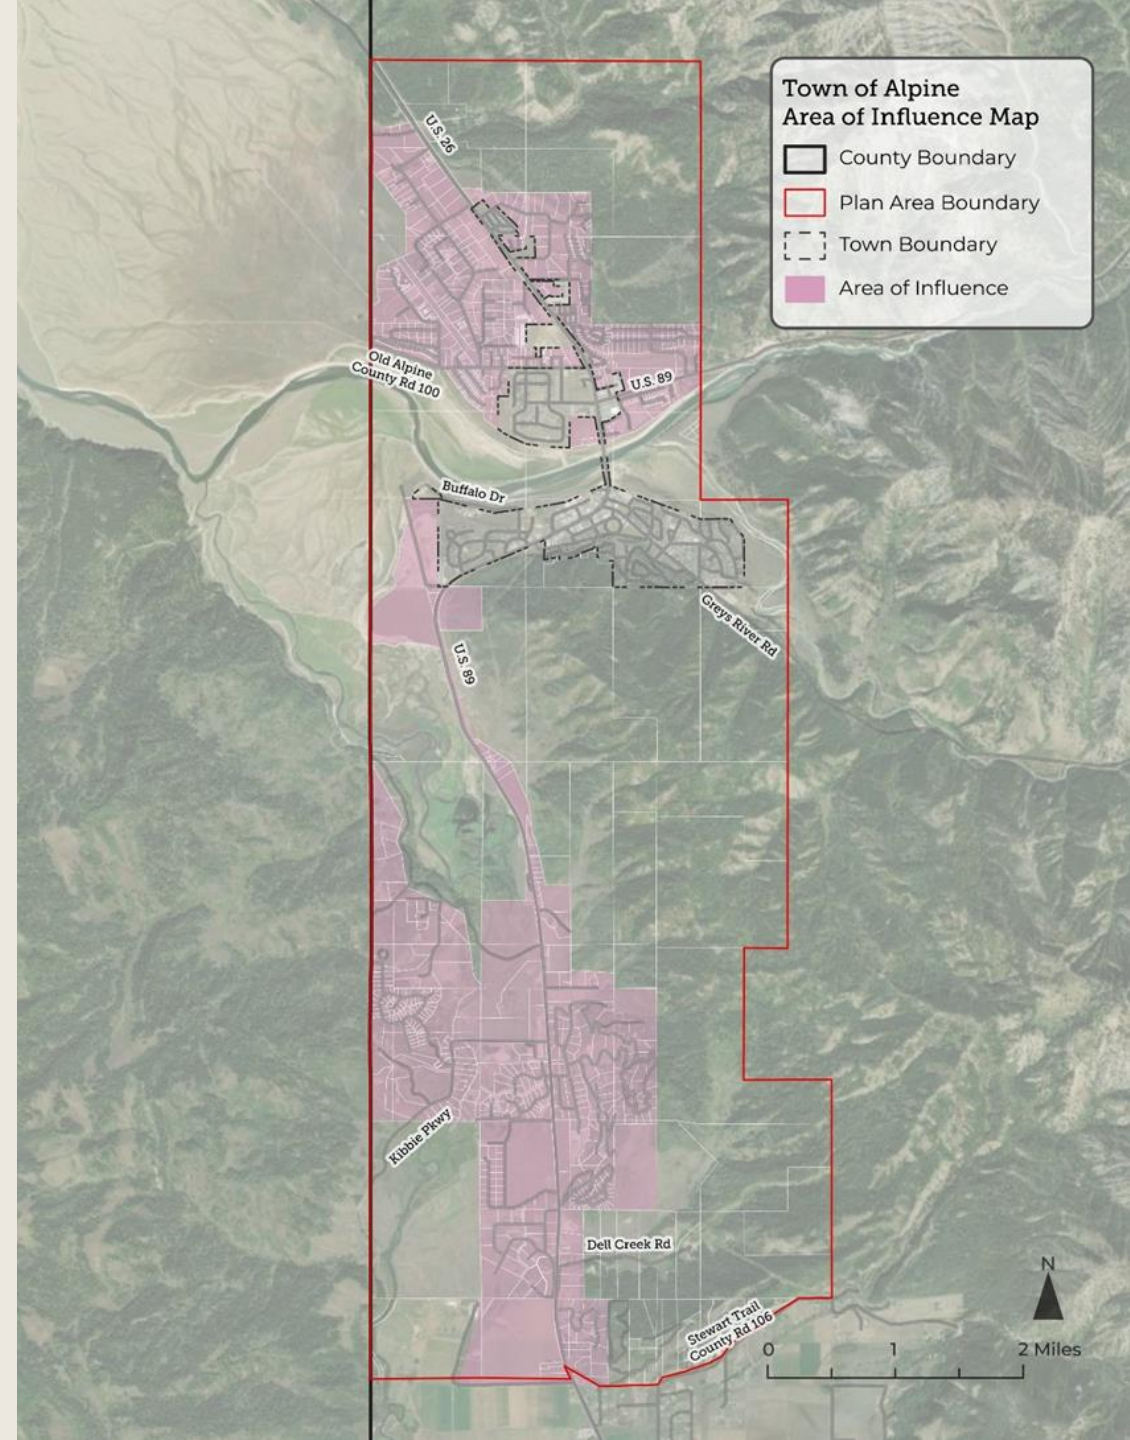 Town of Alpine
Area of Influence Map
County Boundary
Plan Area Boundary
Town Boundary
Area of Influence
U.S. 26
Old Alpine
County Rd 100
U.S. 89
Buffalo Dr
Greys River Rd
U.S. 89
Kibbie Pkwy
Dell Creek Rd
Stewart Trail
County Rd 106
N
0 1 2 Miles